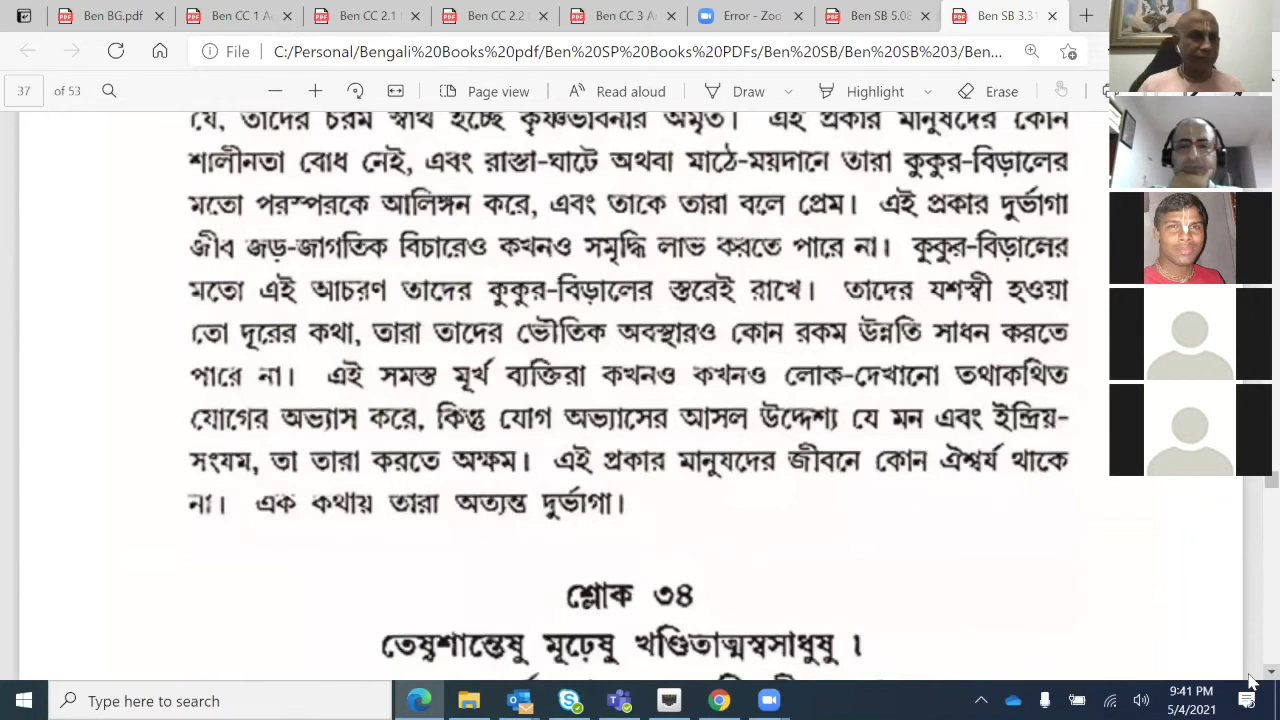 Ben BG.pdf
Ben CC 2.1
Ben CC 2.2
Ben CC 3
Error - Zoo
Ben SB 5.08
Ben SB 3.31
File
C:/Personal/Bengali%20Books%20pdf/Ben%20SP%20Books%20PDFs/Ben%20SB/Ben%20SB%203/Ben...
37 of 53
Page view
Read aloud
Draw
Highlight
Erase
যে, তাদের চরম স্বার্থ হচ্ছে কৃষ্ণভাবনার অমৃত। এই প্রকার মানুষদের কোন
শালীনতা বোধ নেই, এবং রাস্তা-ঘাটে অথবা মাঠে-ময়দানে তারা কুকুর-বিড়ালের
মতো পরস্পরকে আলিঙ্গন করে, এবং তাকে তারা বলে প্রেম। এই প্রকার দুর্ভাগা
জীব জড়-জাগতিক বিচারেও কখনও সমৃদ্ধি লাভ করতে পারে না। কুকুর-বিড়ালের
মতো এই আচরণ তাদের কুকুর-বিড়ালের স্তরেই রাখে। তাদের যশস্বী হওয়া
তো দূরের কথা, তারা তাদের ভৌতিক অবস্থারও কোন রকম উন্নতি সাধন করতে
পারে না। এই সমস্ত মূর্খ ব্যক্তিরা কখনও কখনও লোক-দেখানো তথাকথিত
যোগের অভ্যাস করে, কিন্তু যোগ অভ্যাসের আসল উদ্দেশ্য যে মন এবং ইন্দ্রিয়-
সংযম, তা তারা করতে অক্ষম। এই প্রকার মানুষদের জীবনে কোন ঐশ্বর্য থাকে
না। এক কথায় তারা অত্যন্ত দুর্ভাগা।
শ্লোক ৩৪
তেষ্বশান্তেষু মূঢ়েষু খণ্ডিতাত্মস্বসাধুষু ।
Type here to search
9:41 PM
5/4/2021